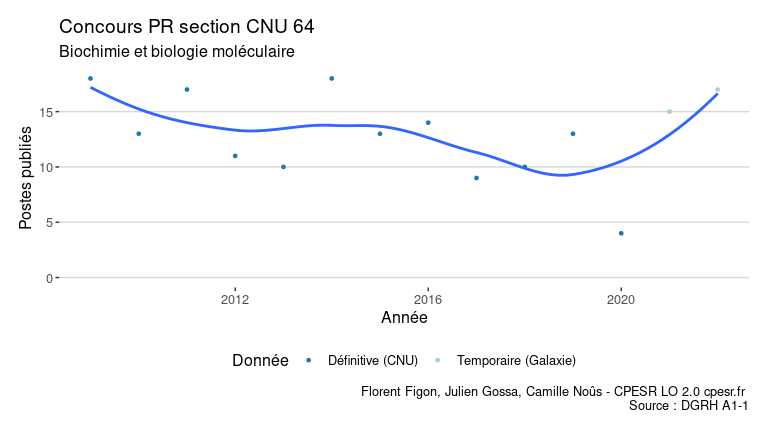 Concours PR section CNU 64
Biochimie et biologie moléculaire
Postes publiés
15
10
5
0
2012 2016 2020
Année
Donnée Définitive (CNU) Temporaire (Galaxie)
Florent Figon, Julien Gossa, Camille Noûs - CPESR LO 2.0 cpesr.fr
Source : DGRH A1-1